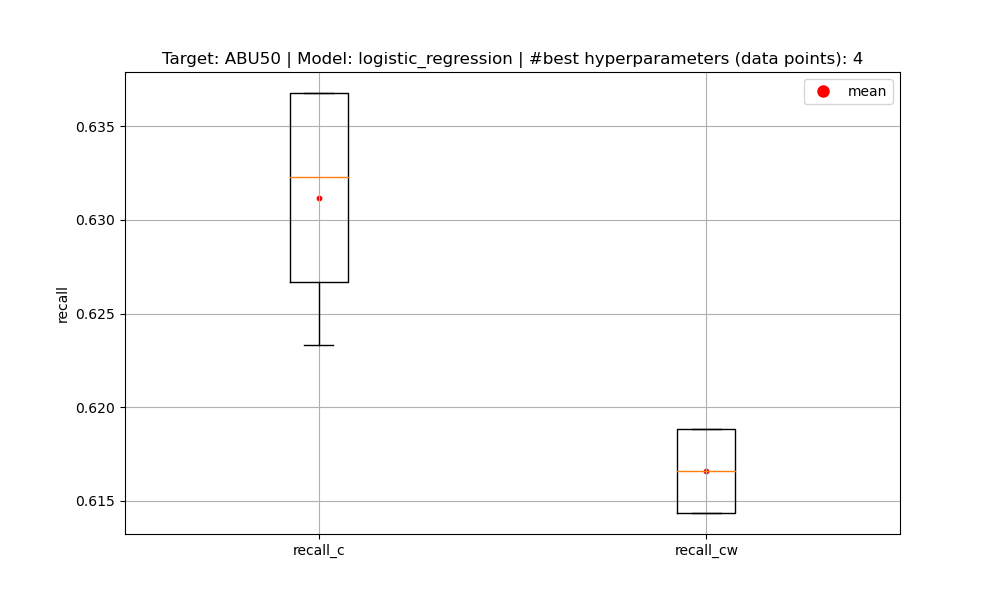 Target: ABU50 | Model: logistic_regression | #best hyperparameters (data points): 4
mean
0.635
0.630
0.625
0.620
0.615
recall
recall_c
recall_cw